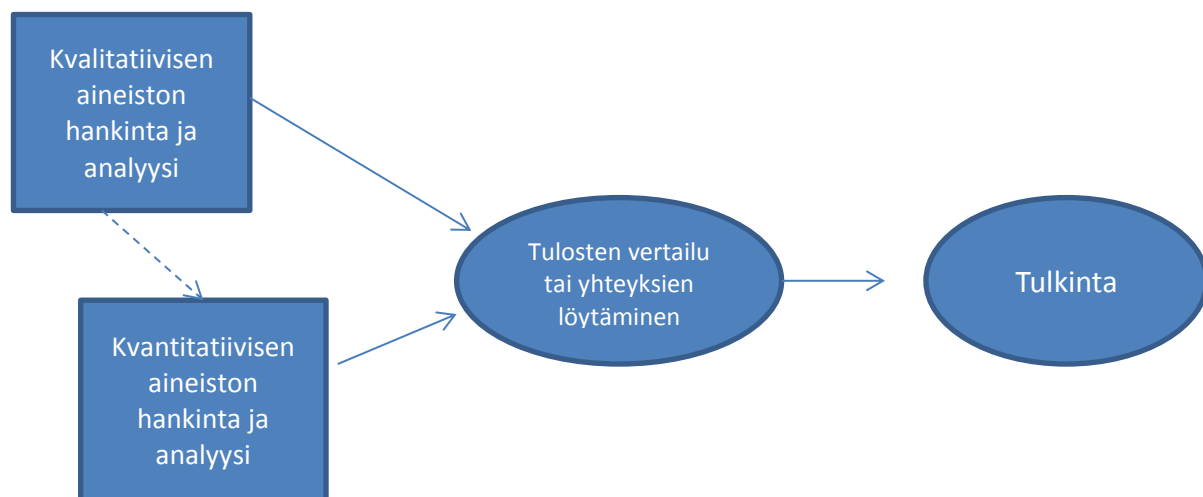 Kvalitatiivisen
aineiston
hankinta ja
analyysi
Tulosten vertailu
tai yhteyksien
löytäminen
Tulkinta
Kvantitatiivisen
aineiston
hankinta ja
analyysi